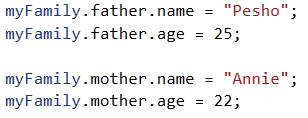 myFamily.father.name = "Pesho";
myFamily.father.age = 25;
myFamily.mother.name = "Annie";
myFamily.mother.age = 22;